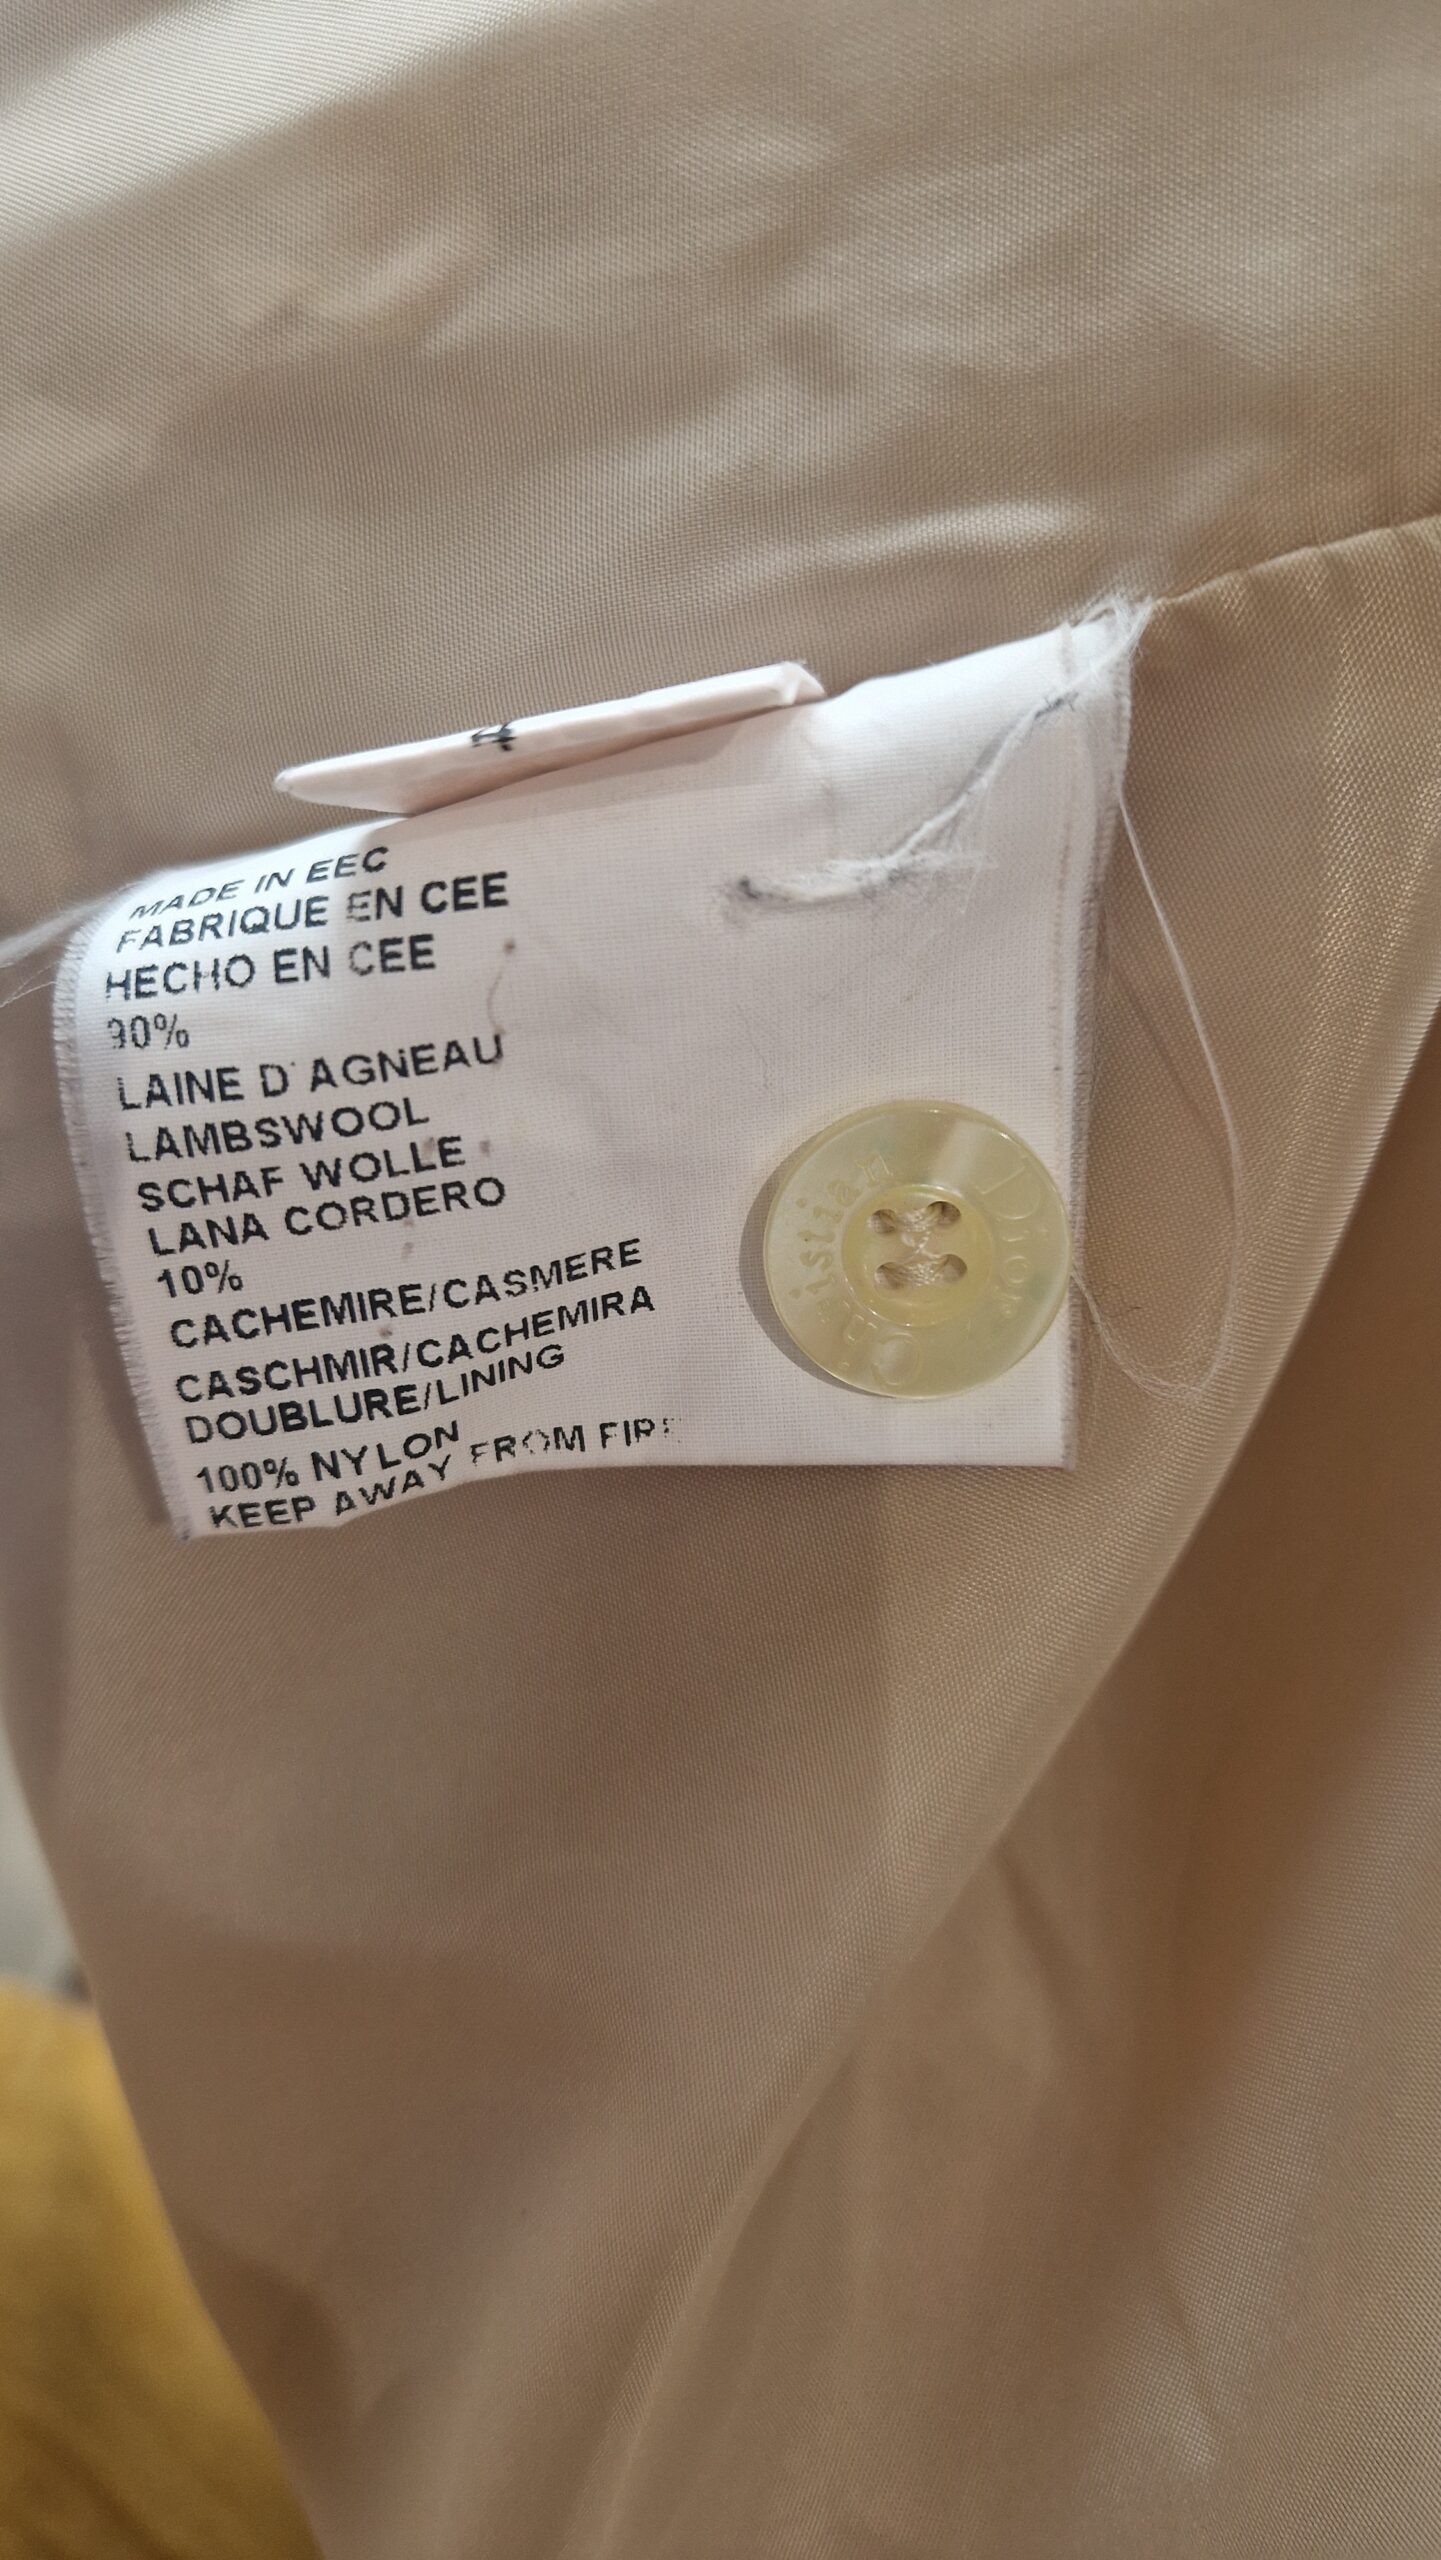 MADE IN EEC
FABRIQUE EN CEE
HECHO EN CEE
90%
LAINE D'AGNEAU
LAMBSWOOL
SCHAF WOLLE
LANA CORDERO
10%
CACHEMIRE/CASMERE
CASCHMIR/CACHEMIRA
DOUBLURE/LINING
100% NYLON
KEEP AWAY FROM FIRE
Christian Dior